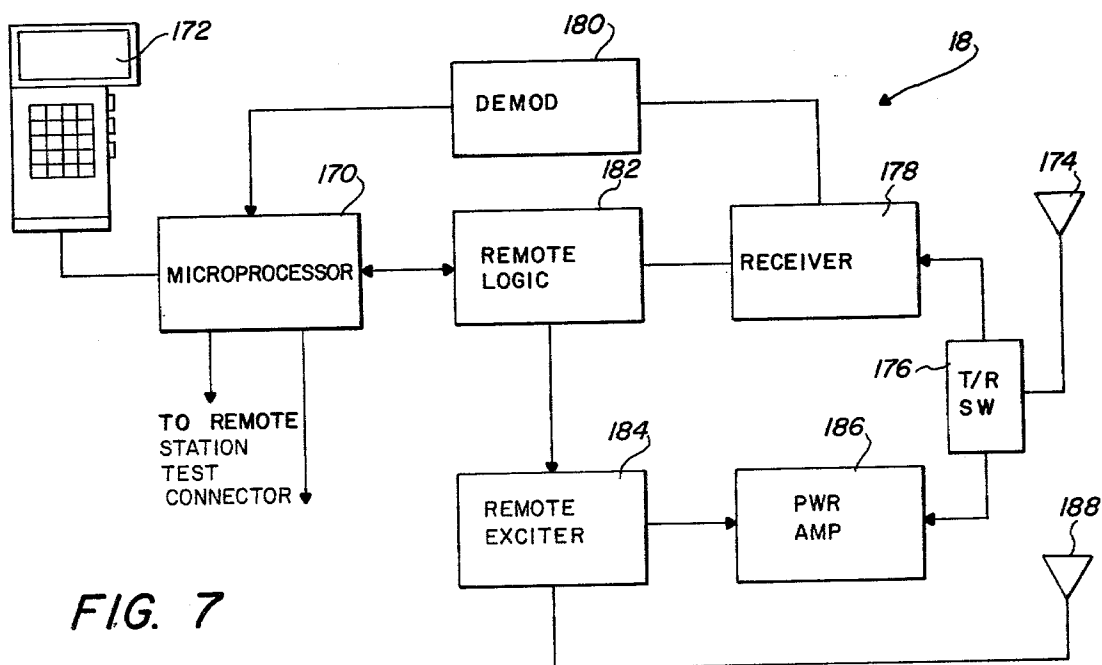 172
180
DEMOD
18
170
182
178
174
MICROPROCESSOR
REMOTE
LOGIC
RECEIVER
176
T/R
SW
TO REMOTE
STATION
TEST
CONNECTOR
184
186
REMOTE
EXCITER
PWR
AMP
188
FIG. 7